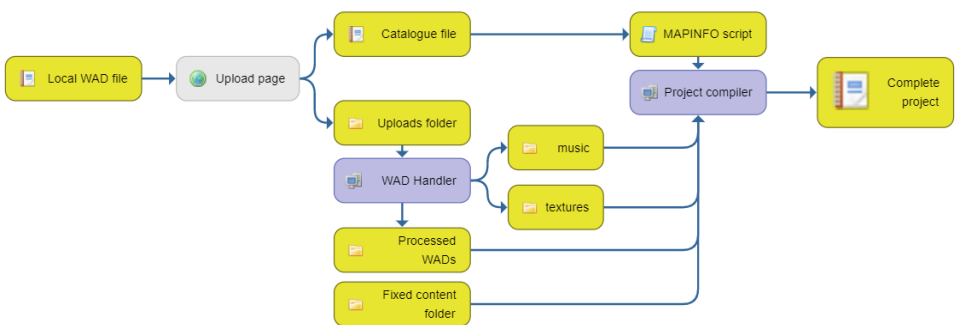 Local WAD file
Upload page
Catalogue file
MAPINFO script
Project compiler
Complete
project
Uploads folder
WAD Handler
music
textures
Processed
WADs
Fixed content
folder